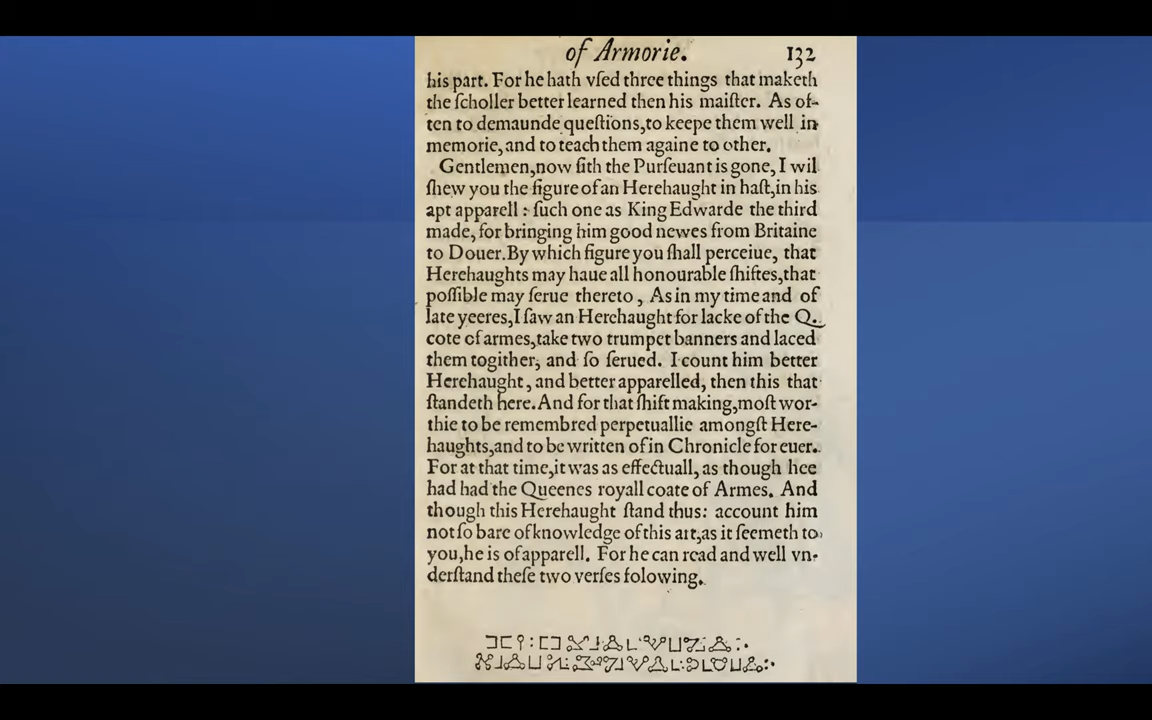 of Armorie. 132
his part. For he hath vſed three things that maketh
the ſcholler better learned then his maiſter. As of-
ten to demaunde queſtions,to keepe them well in
memorie,and to teach them againe to other.
Gentlemen,now ſith the Purſeuant is gone, I wil
ſhew you the figure of an Herehaught in haſt,in his
apt apparell : ſuch one as King Edwarde the third
made, for bringing him good newes from Britaine
to Douer.By which figure you ſhall perceiue, that
Herehaughts may haue all honourable ſhiftes,that
poſſible may ſerue thereto , As in my time and of
late yeeres,I ſaw an Herehaught for lacke of the Q.
cote of armes,take two trumpet banners and laced
them togither, and ſo ſerued. I count him better
Herehaught, and better apparelled, then this that
ſtandeth here.And for that ſhift making,moſt wor-
thie to be remembred perpetuallie amongſt Here-
haughts,and to be written of in Chronicle for euer.
For at that time,it was as effectuall, as though hee
had had the Queenes royall coate of Armes. And
though this Herehaught ſtand thus: account him
not ſo bare of knowledge of this art,as it ſeemeth to
you,he is of apparell. For he can read and well vn-
derſtand theſe two verſes folowing.